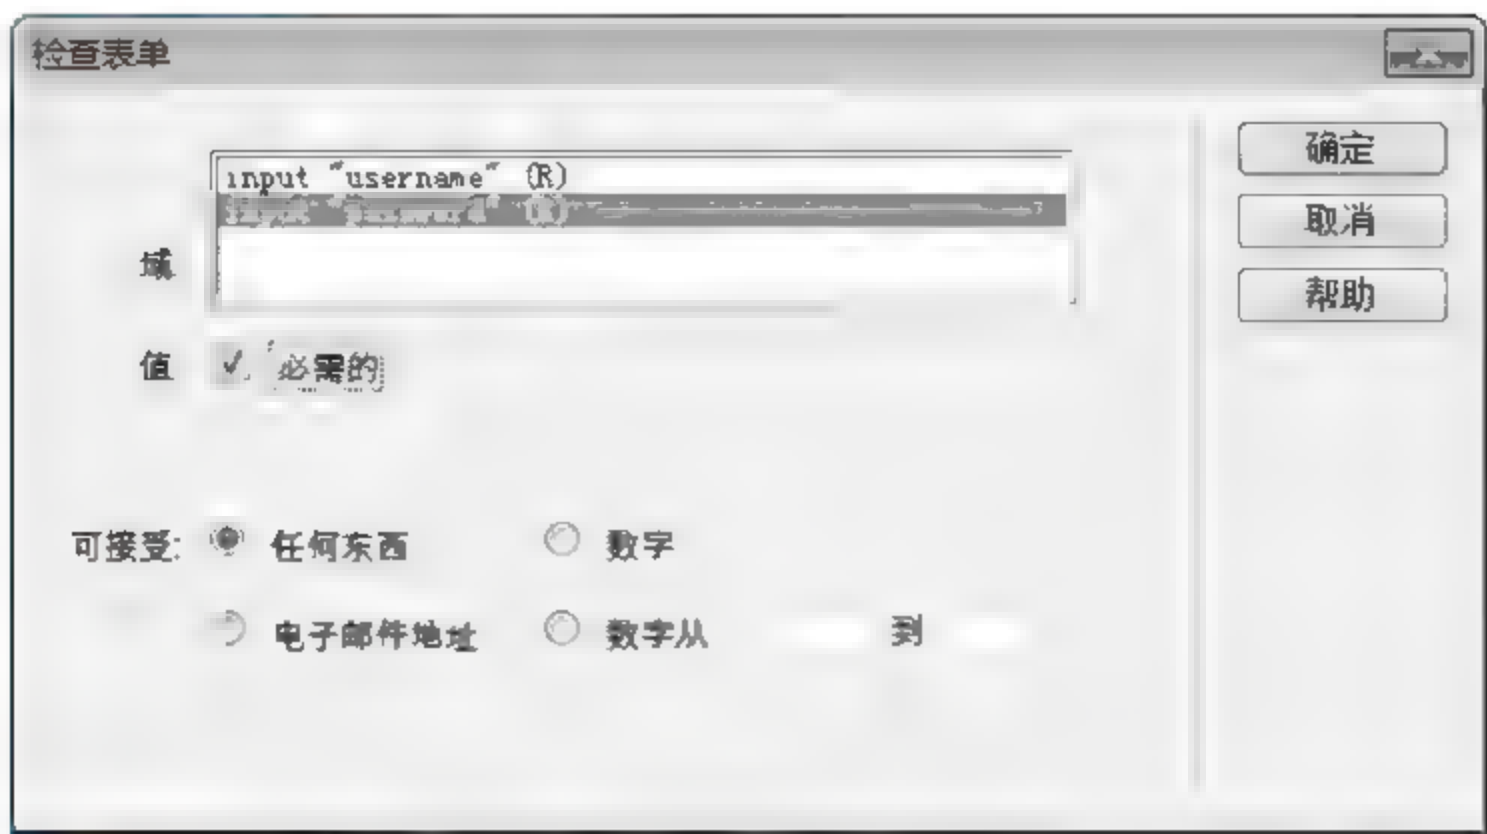 检查表单
input "username" (R)
input (R)
域
值 必需的
可接受: 任何东西 数字
电子邮件地址 数字从 到
确定
取消
帮助